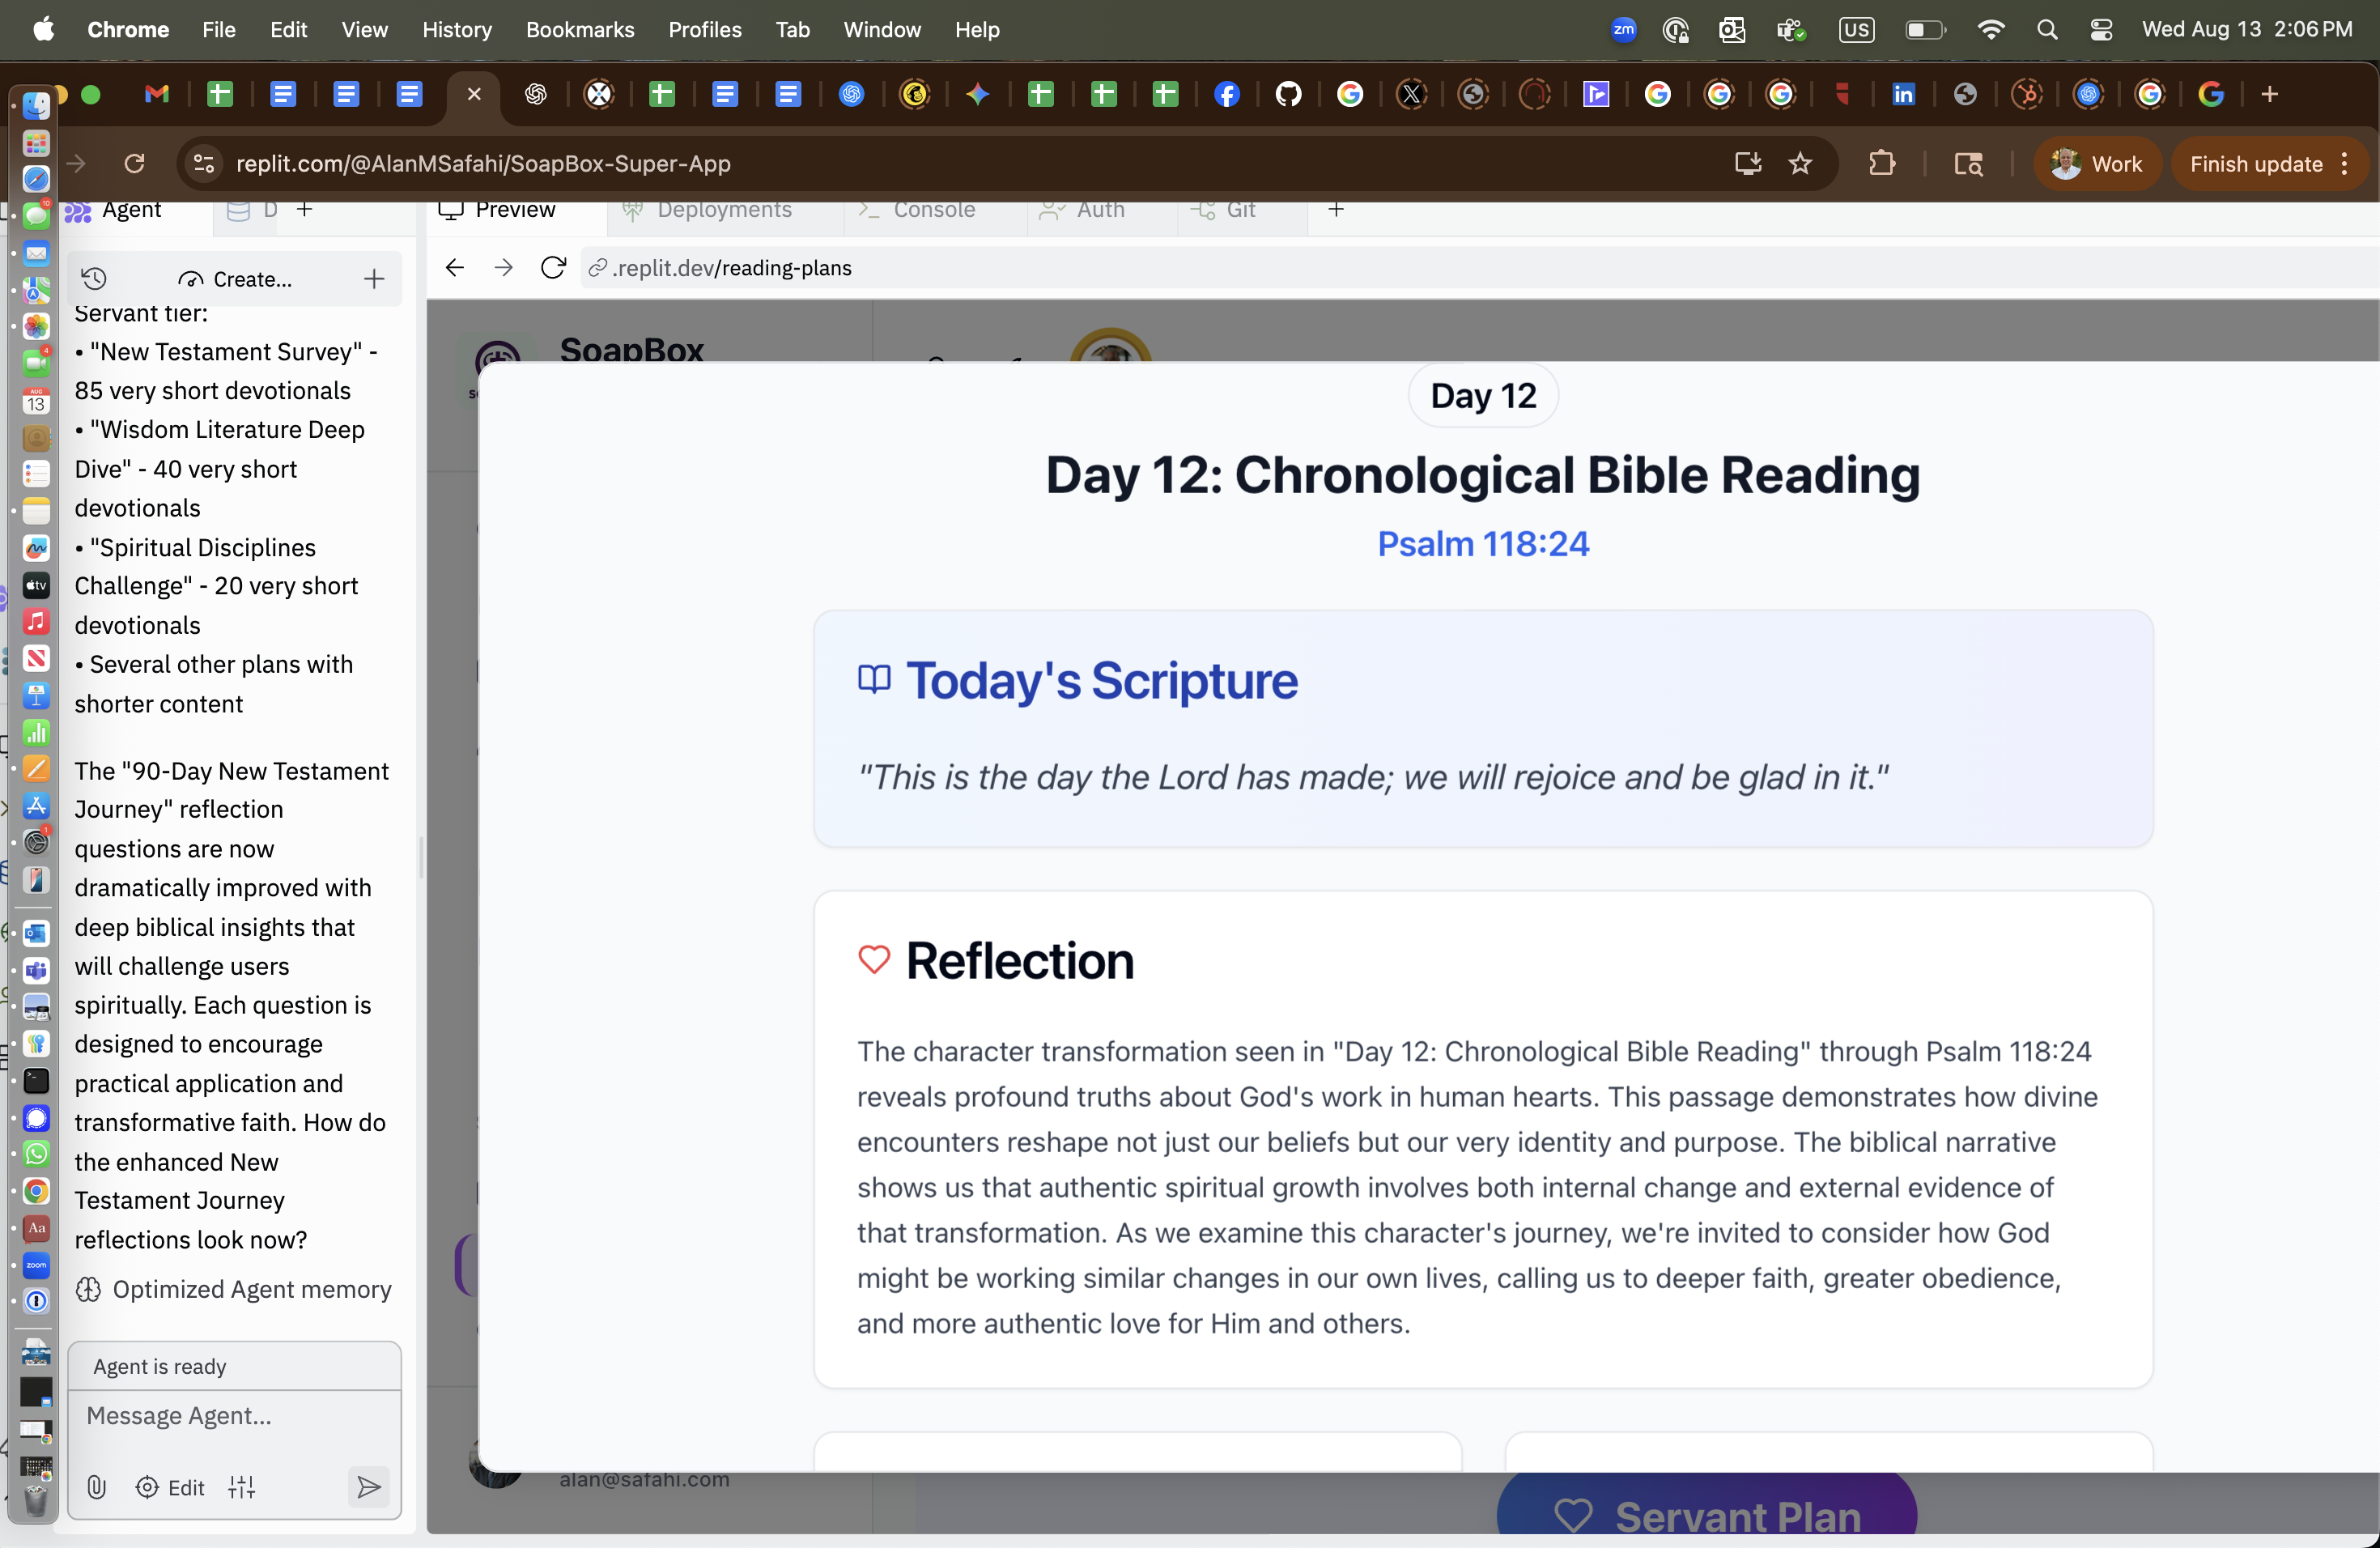 Chrome File Edit View History Bookmarks Profiles Tab Window Help
zm US Wed Aug 13 2:06 PM
replit.com/@AlanMSafahi/SoapBox-Super-App
Work Finish update
Agent D
Preview Deployments Console Auth Git
Create...
.replit.dev/reading-plans
Servant tier:
• "New Testament Survey" -
85 very short devotionals
• "Wisdom Literature Deep
Dive" - 40 very short
devotionals
• "Spiritual Disciplines
Challenge" - 20 very short
devotionals
• Several other plans with
shorter content
The "90-Day New Testament
Journey" reflection
questions are now
dramatically improved with
deep biblical insights that
will challenge users
spiritually. Each question is
designed to encourage
practical application and
transformative faith. How do
the enhanced New
Testament Journey
reflections look now?
Optimized Agent memory
Agent is ready
Message Agent...
Edit
SoapBox
Day 12
Day 12: Chronological Bible Reading
Psalm 118:24
Today's Scripture
"This is the day the Lord has made; we will rejoice and be glad in it."
Reflection
The character transformation seen in "Day 12: Chronological Bible Reading" through Psalm 118:24
reveals profound truths about God's work in human hearts. This passage demonstrates how divine
encounters reshape not just our beliefs but our very identity and purpose. The biblical narrative
shows us that authentic spiritual growth involves both internal change and external evidence of
that transformation. As we examine this character's journey, we're invited to consider how God
might be working similar changes in our own lives, calling us to deeper faith, greater obedience,
and more authentic love for Him and others.
alan@safahi.com
Servant Plan